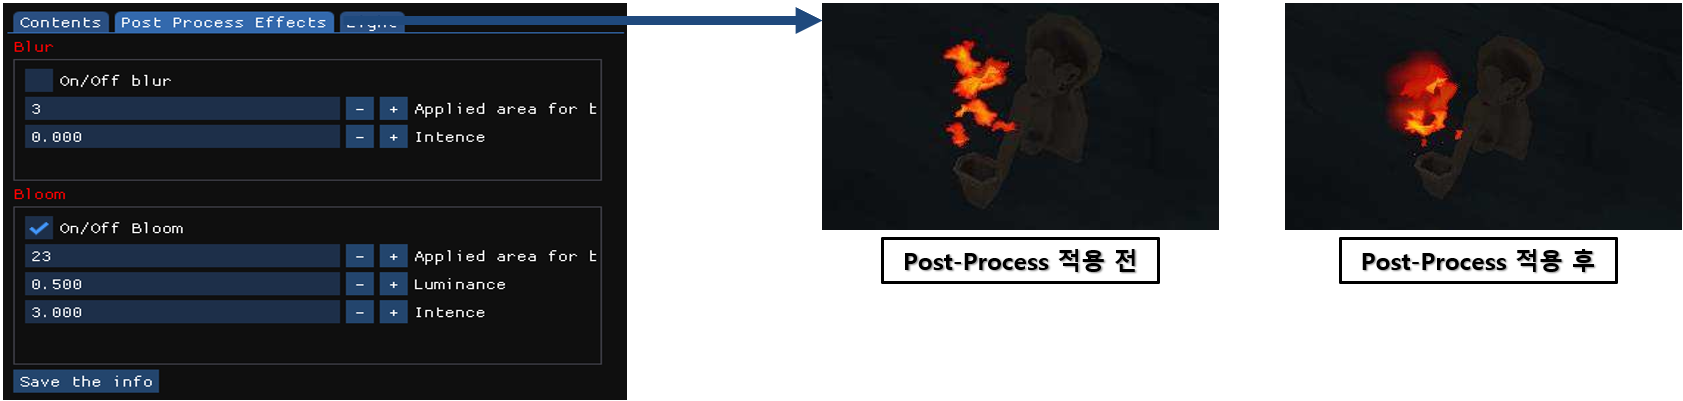 Contents Post Process Effects Light
Blur
On/Off blur
3 - + Applied area for t
0.000 - + Intence
Bloom
On/Off Bloom
23 - + Applied area for t
0.500 - + Luminance
3.000 - + Intence
Save the info
Post-Process 적용 전
Post-Process 적용 후